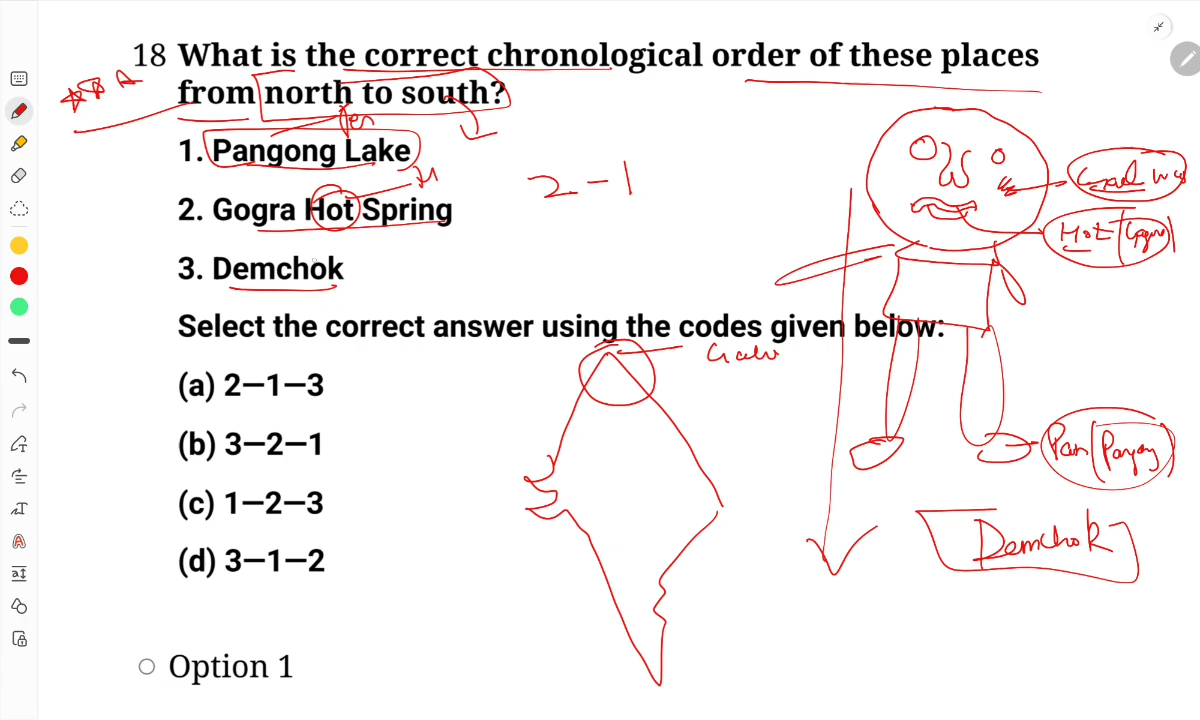 18 What is the correct chronological order of these places
from north to south?
1. Pangong Lake
2. Gogra Hot Spring
2-1
3. Demchok
Select the correct answer using the codes given below:
(a) 2–1–3
(b) 3–2–1
(c) 1–2–3
(d) 3–1–2
Hot
Demchok
Option 1